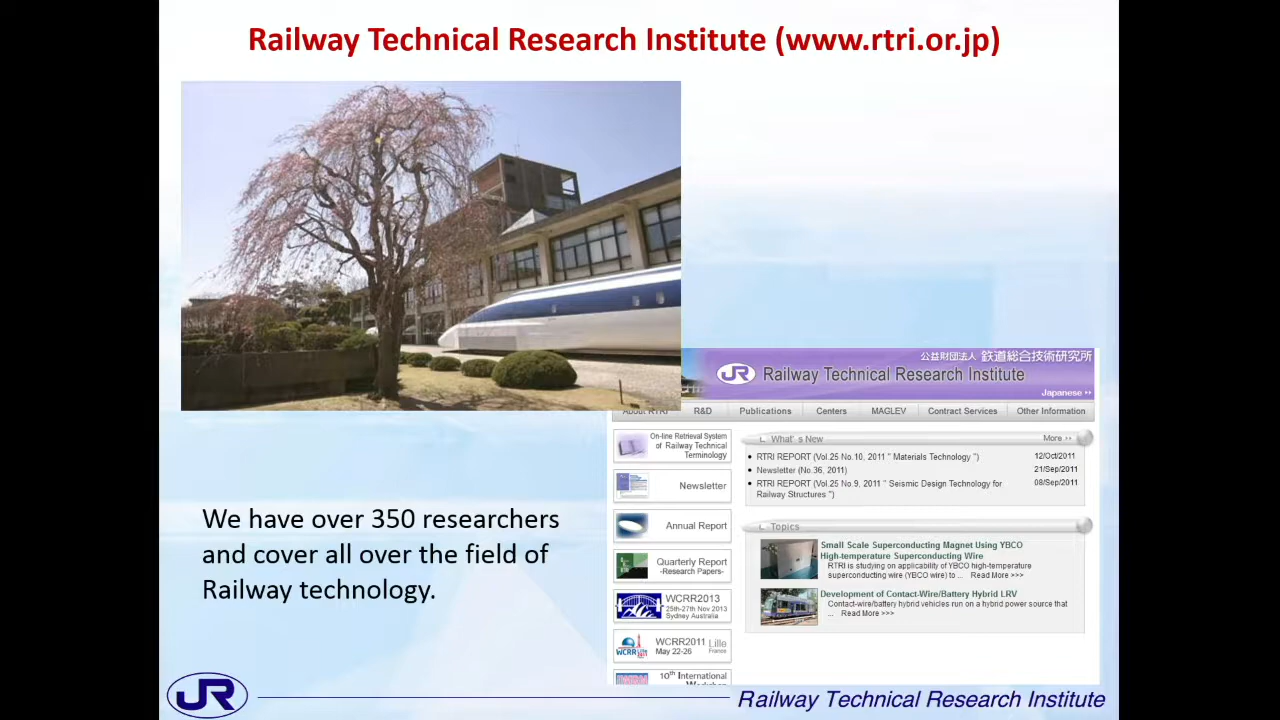 Railway Technical Research Institute (www.rtri.or.jp)
公益財団法人 鉄道総合技術研究所
JR Railway Technical Research Institute
Japanese
About RTRI R&D Publications Centers MAGLEV Contract Services Other Information
On-line Retrieval System
of Railway Technical
Terminology
Newsletter
Annual Report
Quarterly Report
-Research Papers-
WCRR2013
25th-27th Nov 2013
Sydney Australia
WCRR2011 Lille
May 22-26 France
10th International
Workshop
What's New More
RTRI REPORT (Vol.25 No.10, 2011 " Materials Technology ") 12/Oct/2011
Newsletter (No.36, 2011) 21/Sep/2011
RTRI REPORT (Vol.25 No.9, 2011 " Seismic Design Technology for 08/Sep/2011
Railway Structures ")
Topics
Small Scale Superconducting Magnet Using YBCO
High-temperature Superconducting Wire
RTRI is studying on applicability of YBCO high-temperature
superconducting wire (YBCO wire) to ... Read More >>>
Development of Contact-Wire/Battery Hybrid LRV
Contact-wire/battery hybrid vehicles run on a hybrid power source that
... Read More >>>
We have over 350 researchers
and cover all over the field of
Railway technology.
JR
Railway Technical Research Institute